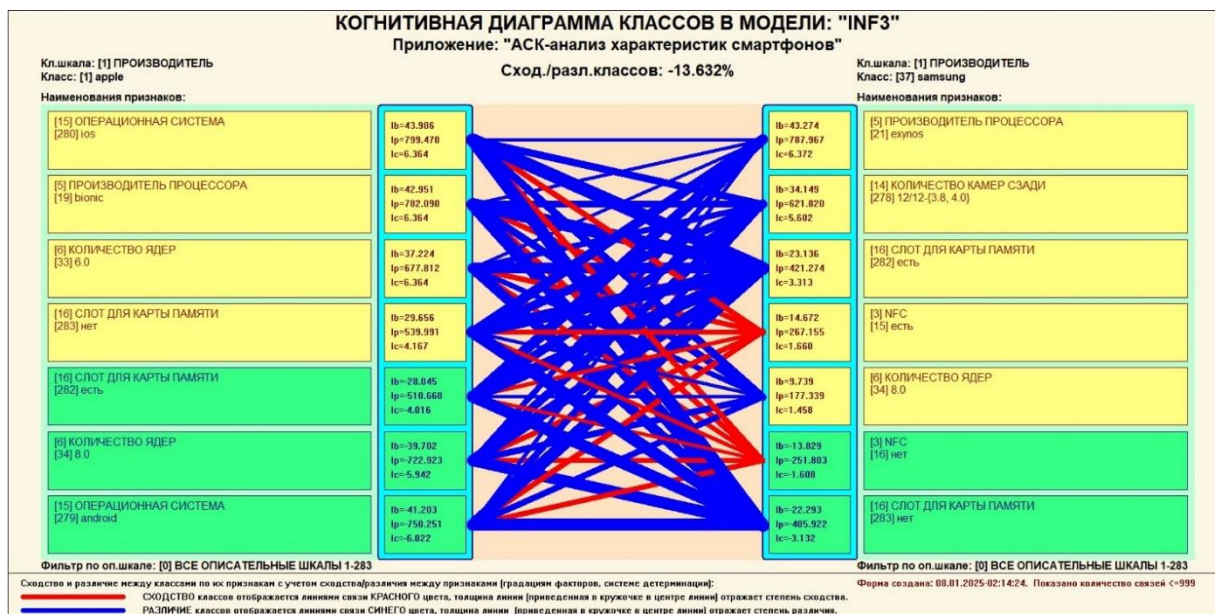 КОГНИТИВНАЯ ДИАГРАММА КЛАССОВ В МОДЕЛИ: "INF3"
Приложение: "АСК-анализ характеристик смартфонов"
Сход./разл.классов: -13.632%
Кл.шкала: [1] ПРОИЗВОДИТЕЛЬ
Класс: [1] apple
Наименования признаков:
[15] ОПЕРАЦИОННАЯ СИСТЕМА
[280] ios
Ib=43.906
Ip=799.470
Ic=6.364
[5] ПРОИЗВОДИТЕЛЬ ПРОЦЕССОРА
[19] bionic
Ib=42.951
Ip=782.090
Ic=6.364
[6] КОЛИЧЕСТВО ЯДЕР
[33] 6.0
Ib=37.224
Ip=677.812
Ic=6.364
[16] СЛОТ ДЛЯ КАРТЫ ПАМЯТИ
[283] нет
Ib=29.656
Ip=539.991
Ic=4.167
[16] СЛОТ ДЛЯ КАРТЫ ПАМЯТИ
[282] есть
Ib=-28.045
Ip=-510.668
Ic=-4.016
[6] КОЛИЧЕСТВО ЯДЕР
[34] 8.0
Ib=-39.702
Ip=-722.923
Ic=-5.942
[15] ОПЕРАЦИОННАЯ СИСТЕМА
[279] android
Ib=-41.203
Ip=-750.251
Ic=-6.022
Фильтр по оп.шкале: [0] ВСЕ ОПИСАТЕЛЬНЫЕ ШКАЛЫ 1-283
Кл.шкала: [1] ПРОИЗВОДИТЕЛЬ
Класс: [37] samsung
Наименования признаков:
Ib=43.274
Ip=787.967
Ic=6.372
[5] ПРОИЗВОДИТЕЛЬ ПРОЦЕССОРА
[21] exynos
Ib=34.149
Ip=621.820
Ic=5.602
[14] КОЛИЧЕСТВО КАМЕР СЗАДИ
[278] 12/12-{3.8, 4.0}
Ib=23.136
Ip=421.274
Ic=3.313
[16] СЛОТ ДЛЯ КАРТЫ ПАМЯТИ
[282] есть
Ib=14.672
Ip=267.155
Ic=1.660
[3] NFC
[15] есть
Ib=9.739
Ip=177.339
Ic=1.458
[6] КОЛИЧЕСТВО ЯДЕР
[34] 8.0
Ib=-13.829
Ip=-251.803
Ic=-1.608
[3] NFC
[16] нет
Ib=-22.293
Ip=-405.922
Ic=-3.132
[16] СЛОТ ДЛЯ КАРТЫ ПАМЯТИ
[283] нет
Фильтр по оп.шкале: [0] ВСЕ ОПИСАТЕЛЬНЫЕ ШКАЛЫ 1-283
Сходство и различие между классами по их признакам с учетом сходства/различия между признаками (градациям факторов, системе детерминации):
Форма создана: 08.01.2025-02:14:24. Показано количество связей <=999
СХОДСТВО классов отображается линиями связи КРАСНОГО цвета, толщина линии (приведенная в кружочке в центре линии) отражает степень сходства.
РАЗЛИЧИЕ классов отображается линиями связи СИНЕГО цвета, толщина линии (приведенная в кружочке в центре линии) отражает степень различия.